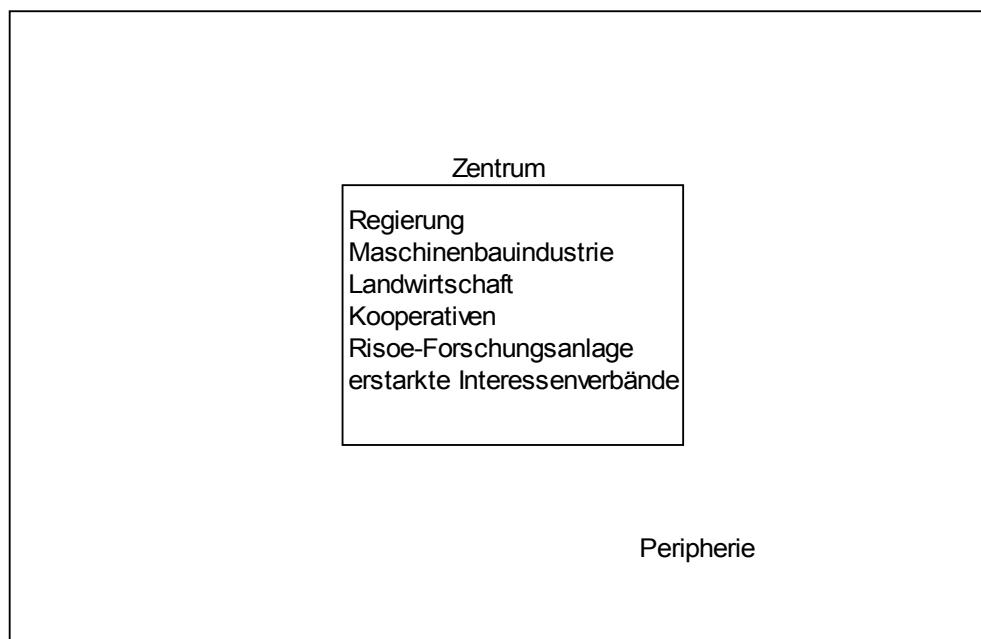 Zentrum
Regierung
Maschinenbauindustrie
Landwirtschaft
Kooperativen
Risoe-Forschungsanlage
erstarkte Interessenverbände
Peripherie